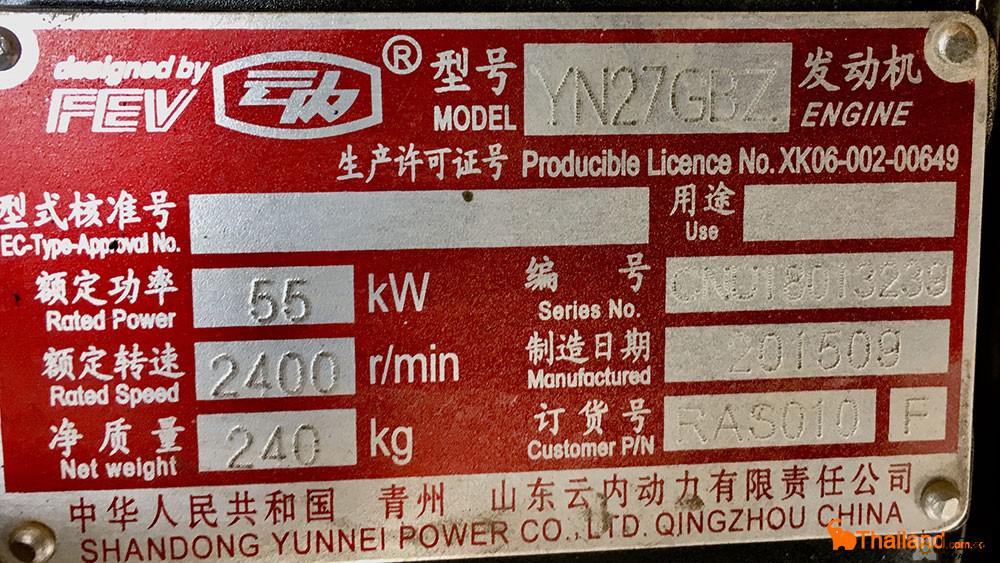 designed by
FEV
云内 ®
型号 YN27GBZ 发动机
MODEL ENGINE
生产许可证号 Producible Licence No. XK06-002-00649
型式核准号 用途
EC-Type-Approval No. Use
额定功率 55 kW 编 号
Rated Power Series No.
额定转速 2400 r/min 制造日期 201509
Rated Speed Manufactured
净质量 240 kg 订货号 RAS010 F
Net weight Customer P/N
中华人民共和国 青州 山东云内动力有限责任公司
SHANDONG YUNNEI POWER CO.,LTD. QINGZHOU CHINA
Thailand.com.cn